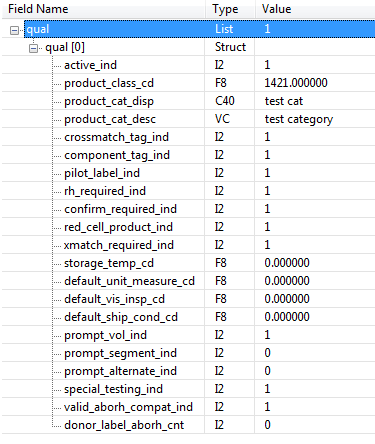 Field Name Type Value
qual List 1
qual [0] Struct
active_ind I2 1
product_class_cd F8 1421.000000
product_cat_disp C40 test cat
product_cat_desc VC test category
crossmatch_tag_ind I2 1
component_tag_ind I2 1
pilot_label_ind I2 1
rh_required_ind I2 1
confirm_required_ind I2 1
red_cell_product_ind I2 1
xmatch_required_ind I2 1
storage_temp_cd F8 0.000000
default_unit_measure_cd F8 0.000000
default_vis_insp_cd F8 0.000000
default_ship_cond_cd F8 0.000000
prompt_vol_ind I2 1
prompt_segment_ind I2 0
prompt_alternate_ind I2 0
special_testing_ind I2 1
valid_aborh_compat_ind I2 1
donor_label_aborh_cnt I2 0